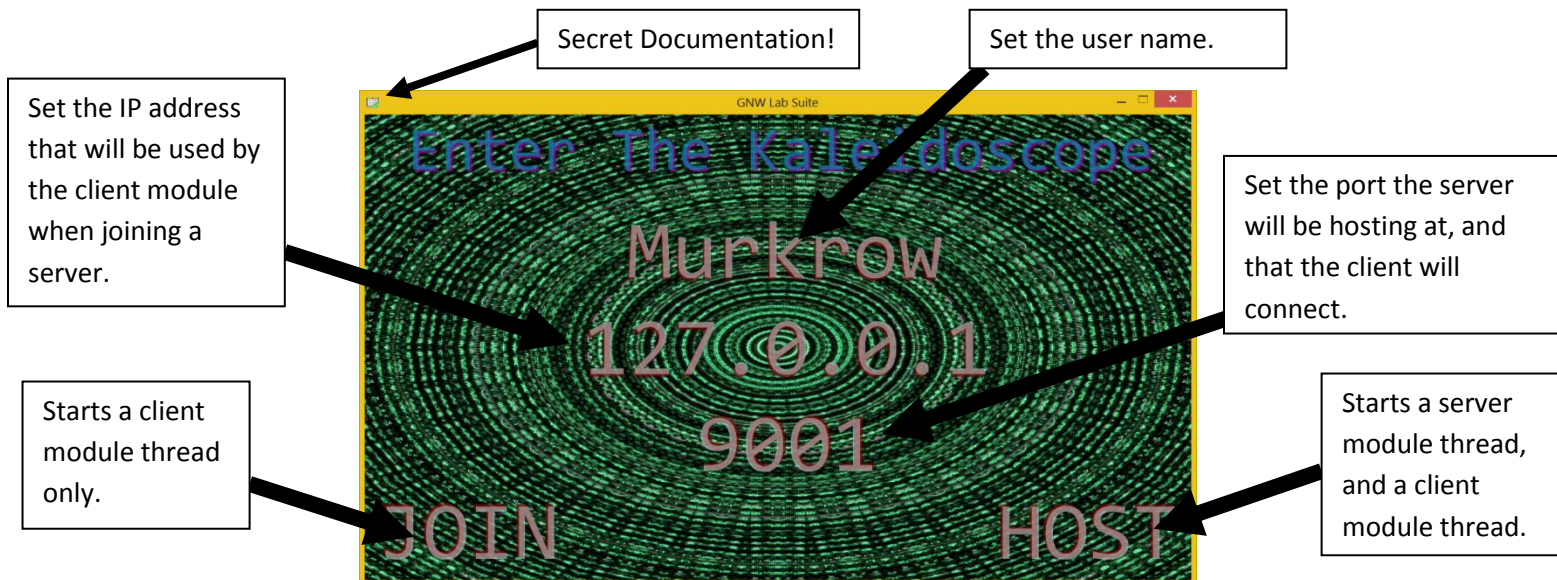 Secret Documentation!
Set the user name.
Set the IP address
that will be used by
the client module
when joining a
server.
GNW Lab Suite
Enter The Kaleidoscope
Murkrow
127.0.0.1
9001
JOIN
HOST
Set the port the server
will be hosting at, and
that the client will
connect.
Starts a client
module thread
only.
Starts a server
module thread,
and a client
module thread.